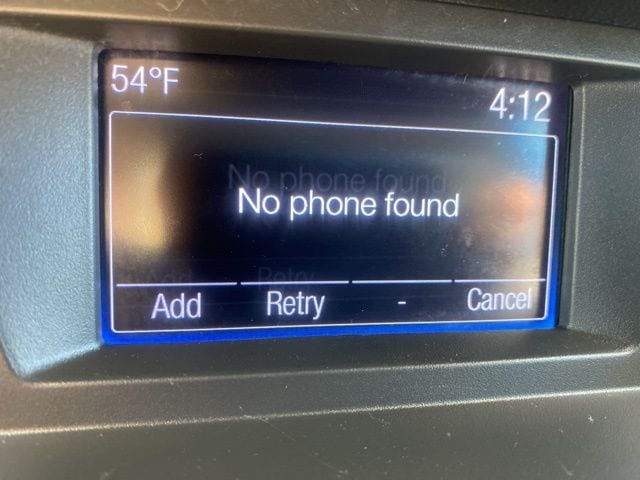 54°F
4:12
No phone found
Add Retry - Cancel